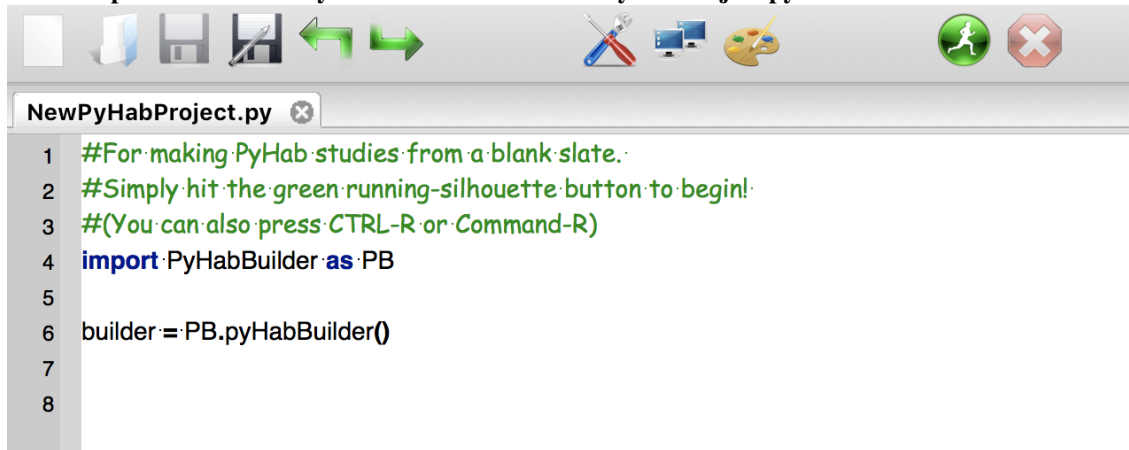 NewPyHabProject.py
1 #For making PyHab studies from a blank slate.
2 #Simply hit the green running-silhouette button to begin!
3 #(You can also press CTRL-R or Command-R)
4 import PyHabBuilder as PB
5
6 builder = PB.pyHabBuilder()
7
8